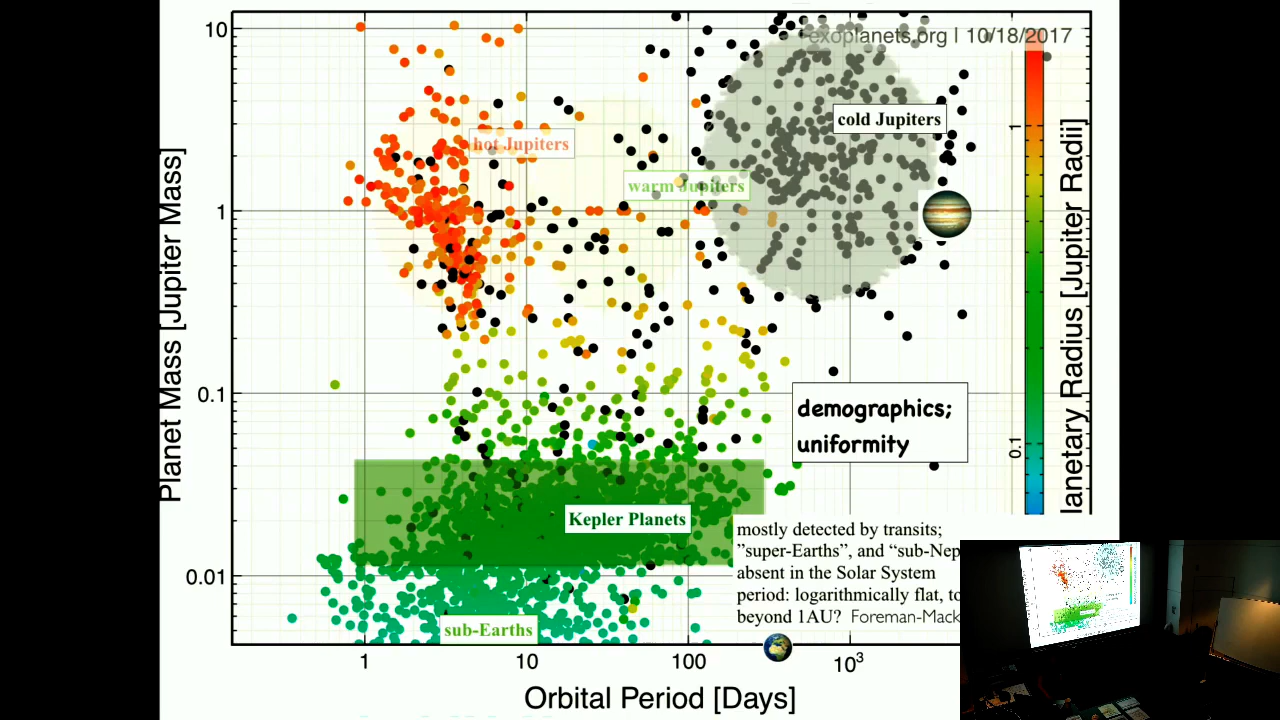 10
exoplanets.org | 10/18/2017
cold Jupiters
hot Jupiters
1
warm Jupiters
1
Planet Mass [Jupiter Mass]
lanetary Radius [Jupiter Radii]
0.1
demographics;
uniformity
0.1
Kepler Planets
mostly detected by transits;
"super-Earths", and "sub-Nep
absent in the Solar System
0.01
period: logarithmically flat, to
beyond 1AU? Foreman-Mack
sub-Earths
1 10 100 10³
Orbital Period [Days]